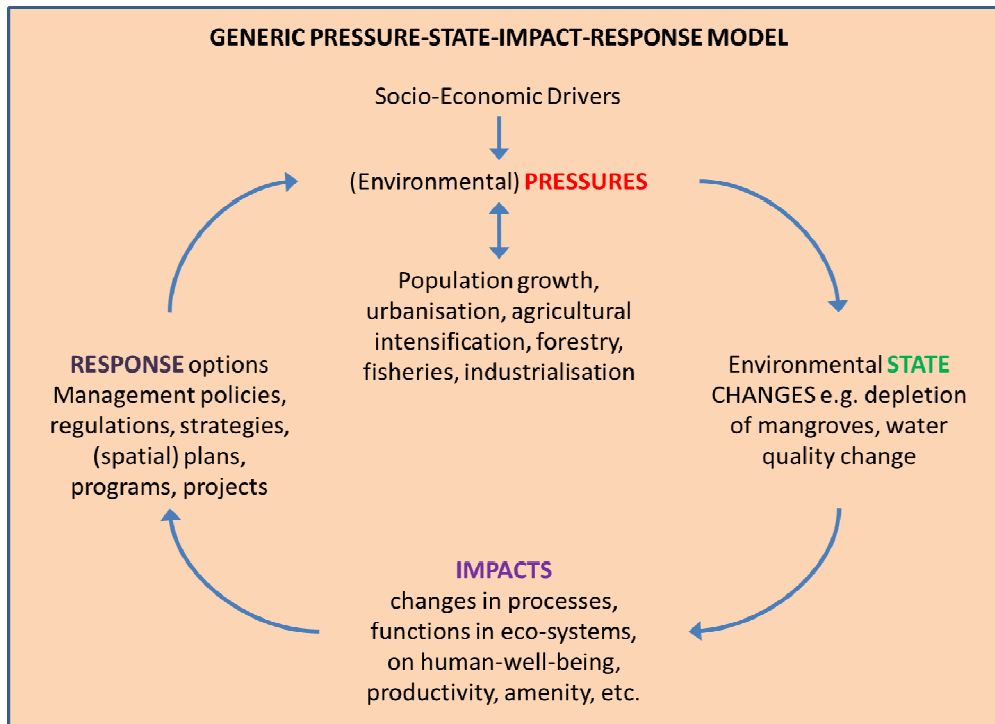 GENERIC PRESSURE-STATE-IMPACT-RESPONSE MODEL
Socio-Economic Drivers
(Environmental) PRESSURES
Population growth,
urbanisation, agricultural
intensification, forestry,
fisheries, industrialisation
Environmental STATE
CHANGES e.g. depletion
of mangroves, water
quality change
IMPACTS
changes in processes,
functions in eco-systems,
on human-well-being,
productivity, amenity, etc.
RESPONSE options
Management policies,
regulations, strategies,
(spatial) plans,
programs, projects